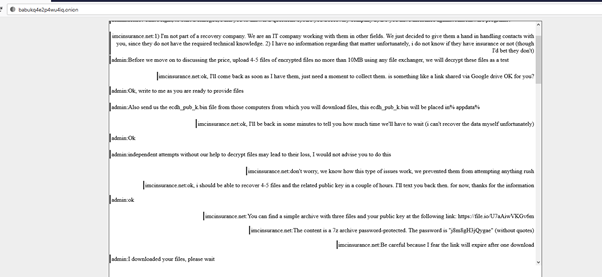 babukq4e2p4wu4iq.onion
imcinsurance.net:1) I'm not part of a recovery company. We are an IT company working with them in other fields. We just decided to give them a hand in handling contacts with
you, since they do not have the required technical knowledge. 2) I have no information regarding that matter unfortunately, i do not know if they have insurance or not (though
I'd bet they don't)
admin:Before we move on to discussing the price, upload 4-5 files of encrypted files no more than 10MB using any file exchanger, we will decrypt these files as a test
imcinsurance.net:ok, I'll come back as soon as I have them, just need a moment to collect them. is something like a link shared via Google drive OK for you?
admin:Ok, write to me as you are ready to provide files
admin:Also send us the ecdh_pub_k.bin file from those computers from which you will download files, this ecdh_pub_k.bin will be placed in% appdata%
imcinsurance.net:ok, I'll be back in some minutes to tell you how much time we'll have to wait (i can't recover the data myself unfortunately)
admin:Ok
admin:independent attempts without our help to decrypt files may lead to their loss, I would not advise you to do this
imcinsurance.net:don't worry, we know how this type of issues work, we prevented them from attempting anything rush
imcinsurance.net:ok, i should be able to recover 4-5 files and the related public key in a couple of hours. I'll text you back then. for now, thanks for the information
admin:ok
imcinsurance.net:You can find a simple archive with three files and your public key at the following link:
imcinsurance.net:The content is a 7z archive password-protected. The password is (without quotes)
imcinsurance.net:Be careful because I fear the link will expire after one download
admin:I downloaded your files, please wait